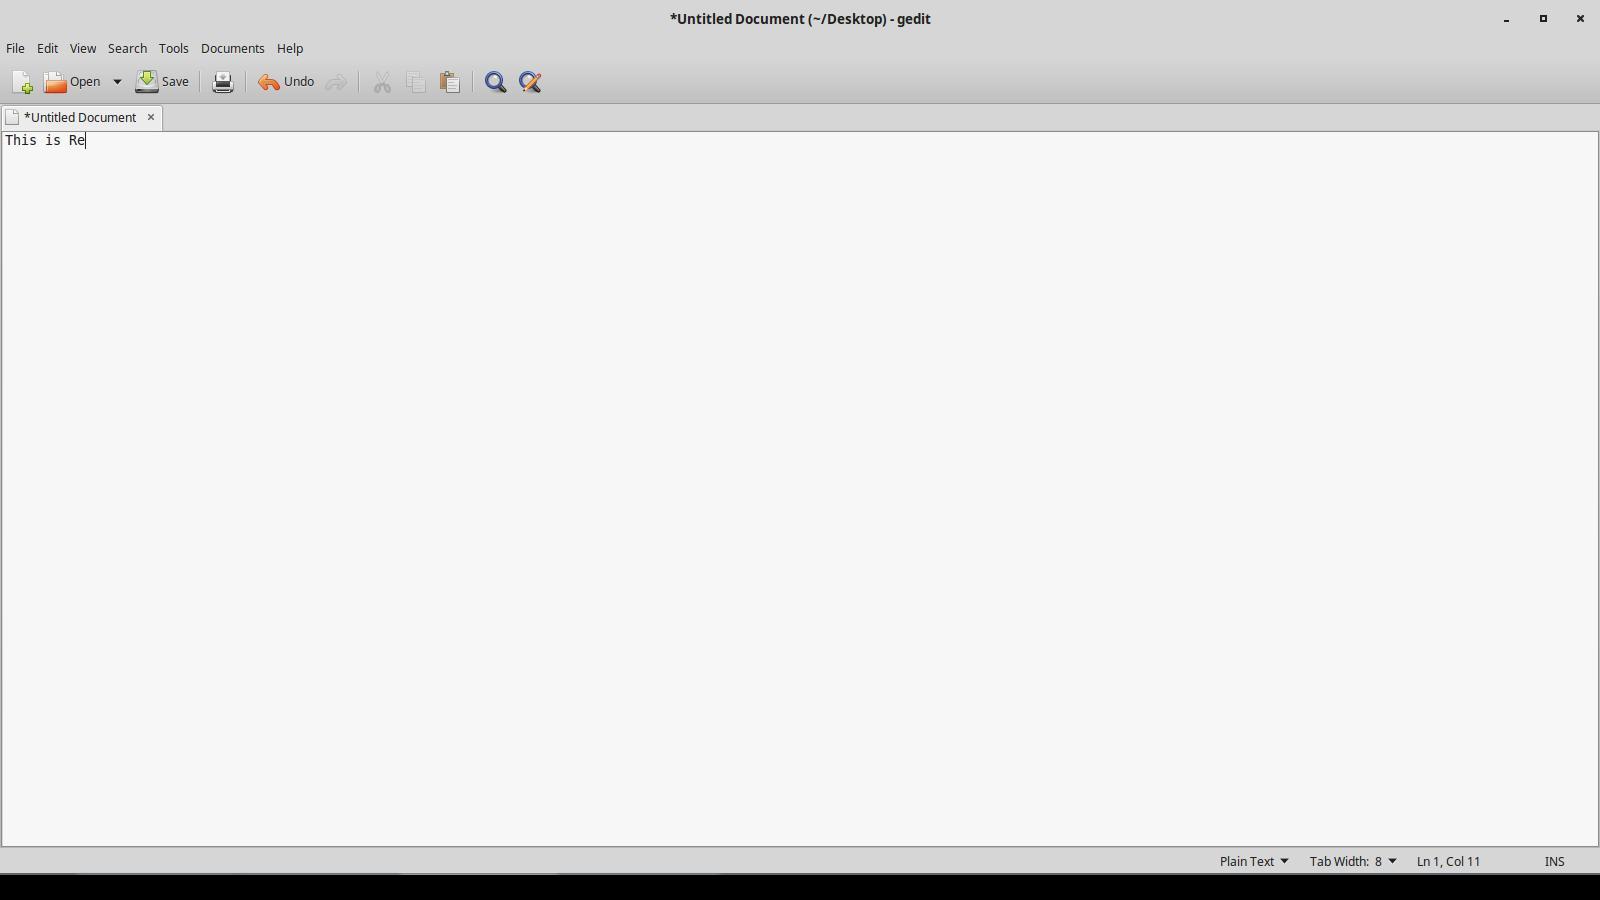 *Untitled Document (~/Desktop) - gedit
File Edit View Search Tools Documents Help
Open Save Undo
*Untitled Document
This is Re
Plain Text Tab Width: 8 Ln 1, Col 11 INS